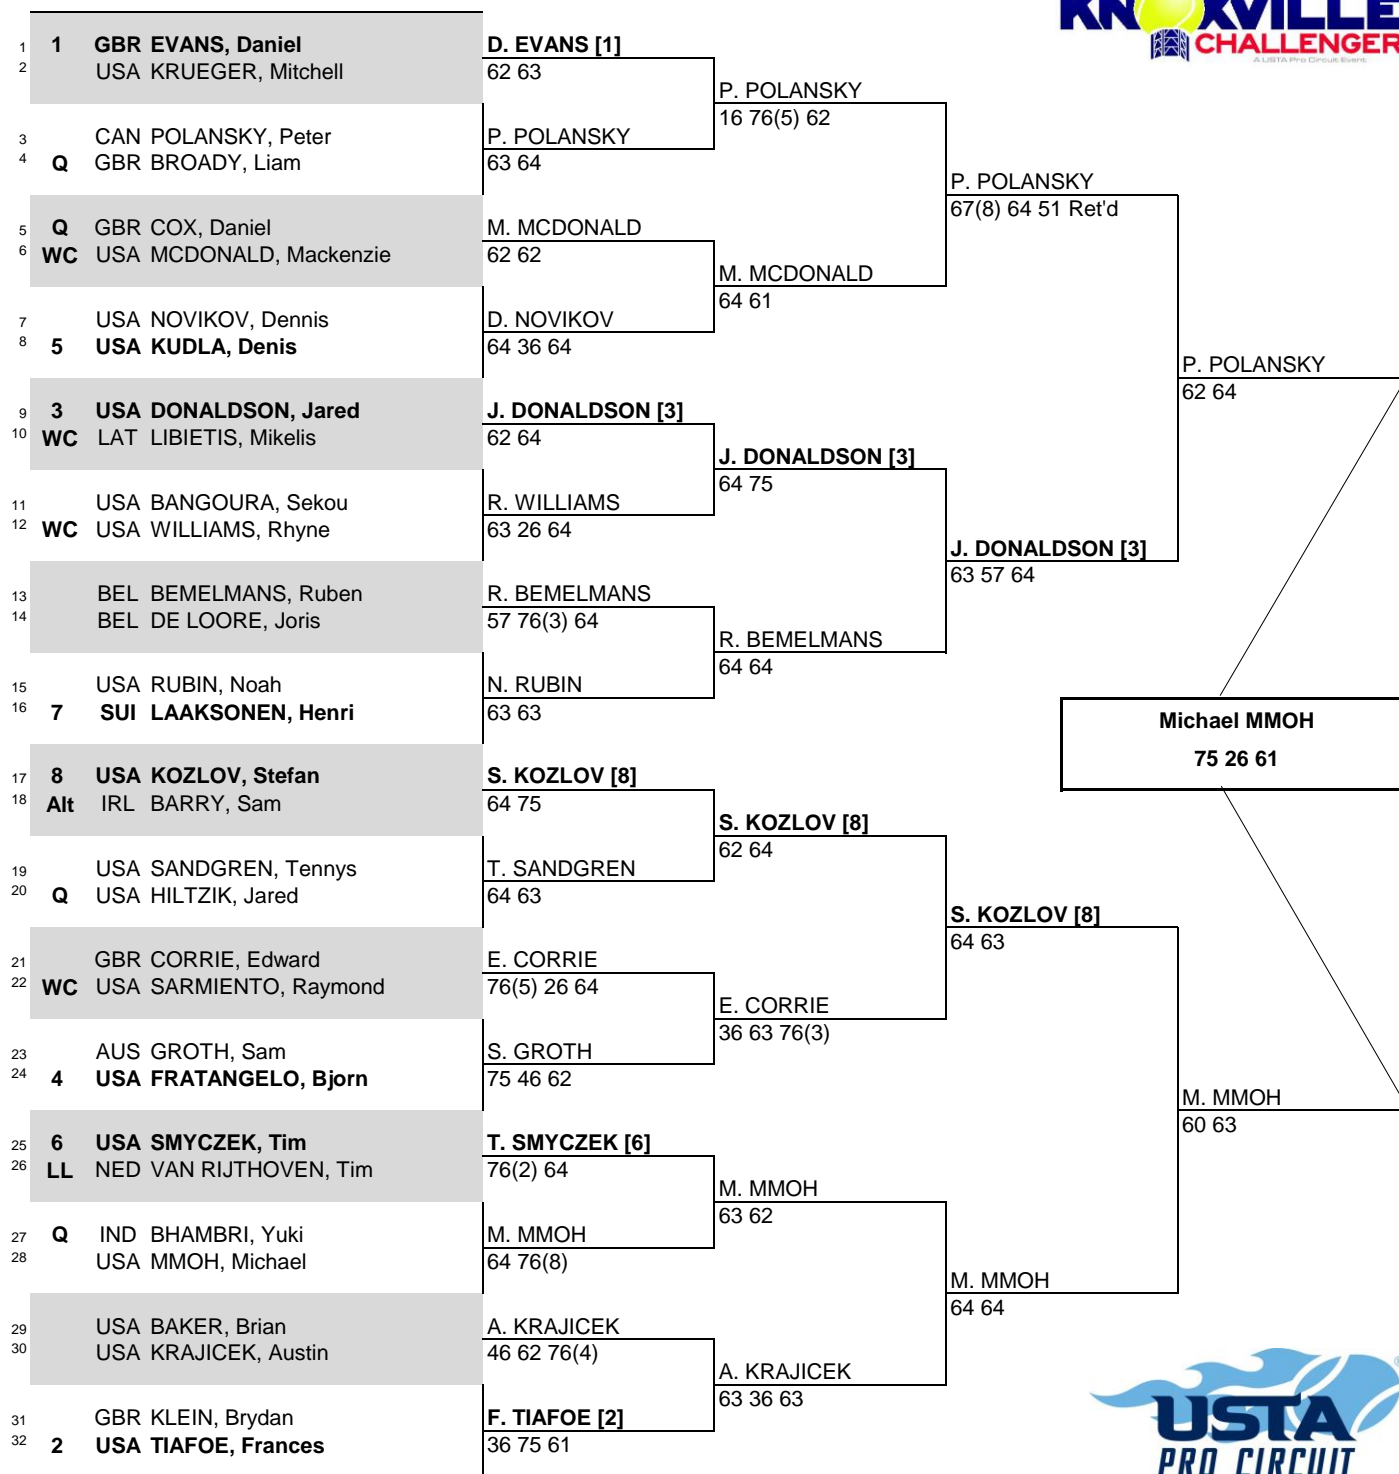 KNOXVILLE
CHALLENGER
A USTA Pro Circuit Event.
1 1 GBR EVANS, Daniel
2 USA KRUEGER, Mitchell
3 CAN POLANSKY, Peter
4 Q GBR BROADY, Liam
5 Q GBR COX, Daniel
6 WC USA MCDONALD, Mackenzie
7 USA NOVIKOV, Dennis
8 5 USA KUDLA, Denis
9 3 USA DONALDSON, Jared
10 WC LAT LIBIETIS, Mikelis
11 USA BANGOURA, Sekou
12 WC USA WILLIAMS, Rhyne
13 BEL BEMELMANS, Ruben
14 BEL DE LOORE, Joris
15 USA RUBIN, Noah
16 7 SUI LAAKSONEN, Henri
17 8 USA KOZLOV, Stefan
18 Alt IRL BARRY, Sam
19 USA SANDGREN, Tennys
20 Q USA HILTZIK, Jared
21 GBR CORRIE, Edward
22 WC USA SARMIENTO, Raymond
23 AUS GROTH, Sam
24 4 USA FRATANGELO, Bjorn
25 6 USA SMYCZEK, Tim
26 LL NED VAN RIJTHOVEN, Tim
27 Q IND BHAMBRI, Yuki
28 USA MMOH, Michael
29 USA BAKER, Brian
30 USA KRAJICEK, Austin
31 GBR KLEIN, Brydan
32 2 USA TIAFOE, Frances
D. EVANS [1]
62 63
P. POLANSKY
63 64
M. MCDONALD
62 62
D. NOVIKOV
64 36 64
J. DONALDSON [3]
62 64
R. WILLIAMS
63 26 64
R. BEMELMANS
57 76(3) 64
N. RUBIN
63 63
S. KOZLOV [8]
64 75
T. SANDGREN
64 63
E. CORRIE
76(5) 26 64
S. GROTH
75 46 62
T. SMYCZEK [6]
76(2) 64
M. MMOH
64 76(8)
A. KRAJICEK
46 62 76(4)
F. TIAFOE [2]
36 75 61
P. POLANSKY
16 76(5) 62
M. MCDONALD
64 61
J. DONALDSON [3]
64 75
R. BEMELMANS
64 64
S. KOZLOV [8]
62 64
E. CORRIE
36 63 76(3)
M. MMOH
63 62
A. KRAJICEK
63 36 63
P. POLANSKY
67(8) 64 51 Ret'd
J. DONALDSON [3]
63 57 64
S. KOZLOV [8]
64 63
M. MMOH
64 64
P. POLANSKY
62 64
M. MMOH
60 63
Michael MMOH
75 26 61
USTA
PRO CIRCUIT